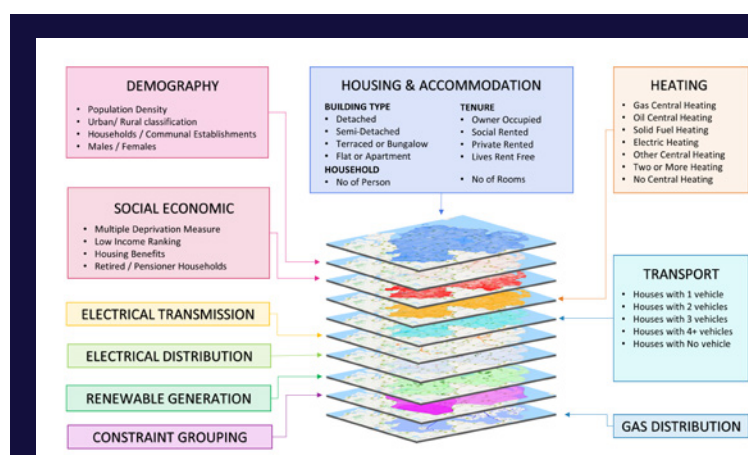 DEMOGRAPHY
• Population Density
• Urban/ Rural classification
• Households / Communal Establishments
• Males / Females
SOCIAL ECONOMIC
• Multiple Deprivation Measure
• Low Income Ranking
• Housing Benefits
• Retired / Pensioner Households
ELECTRICAL TRANSMISSION
ELECTRICAL DISTRIBUTION
RENEWABLE GENERATION
CONSTRAINT GROUPING
HOUSING & ACCOMMODATION
BUILDING TYPE
• Detached
• Semi-Detached
• Terraced or Bungalow
• Flat or Apartment
HOUSEHOLD
• No of Person
TENURE
• Owner Occupied
• Social Rented
• Private Rented
• Lives Rent Free
• No of Rooms
HEATING
• Gas Central Heating
• Oil Central Heating
• Solid Fuel Heating
• Electric Heating
• Other Central Heating
• Two or More Heating
• No Central Heating
TRANSPORT
• Houses with 1 vehicle
• Houses with 2 vehicles
• Houses with 3 vehicles
• Houses with 4+ vehicles
• Houses with No vehicle
GAS DISTRIBUTION